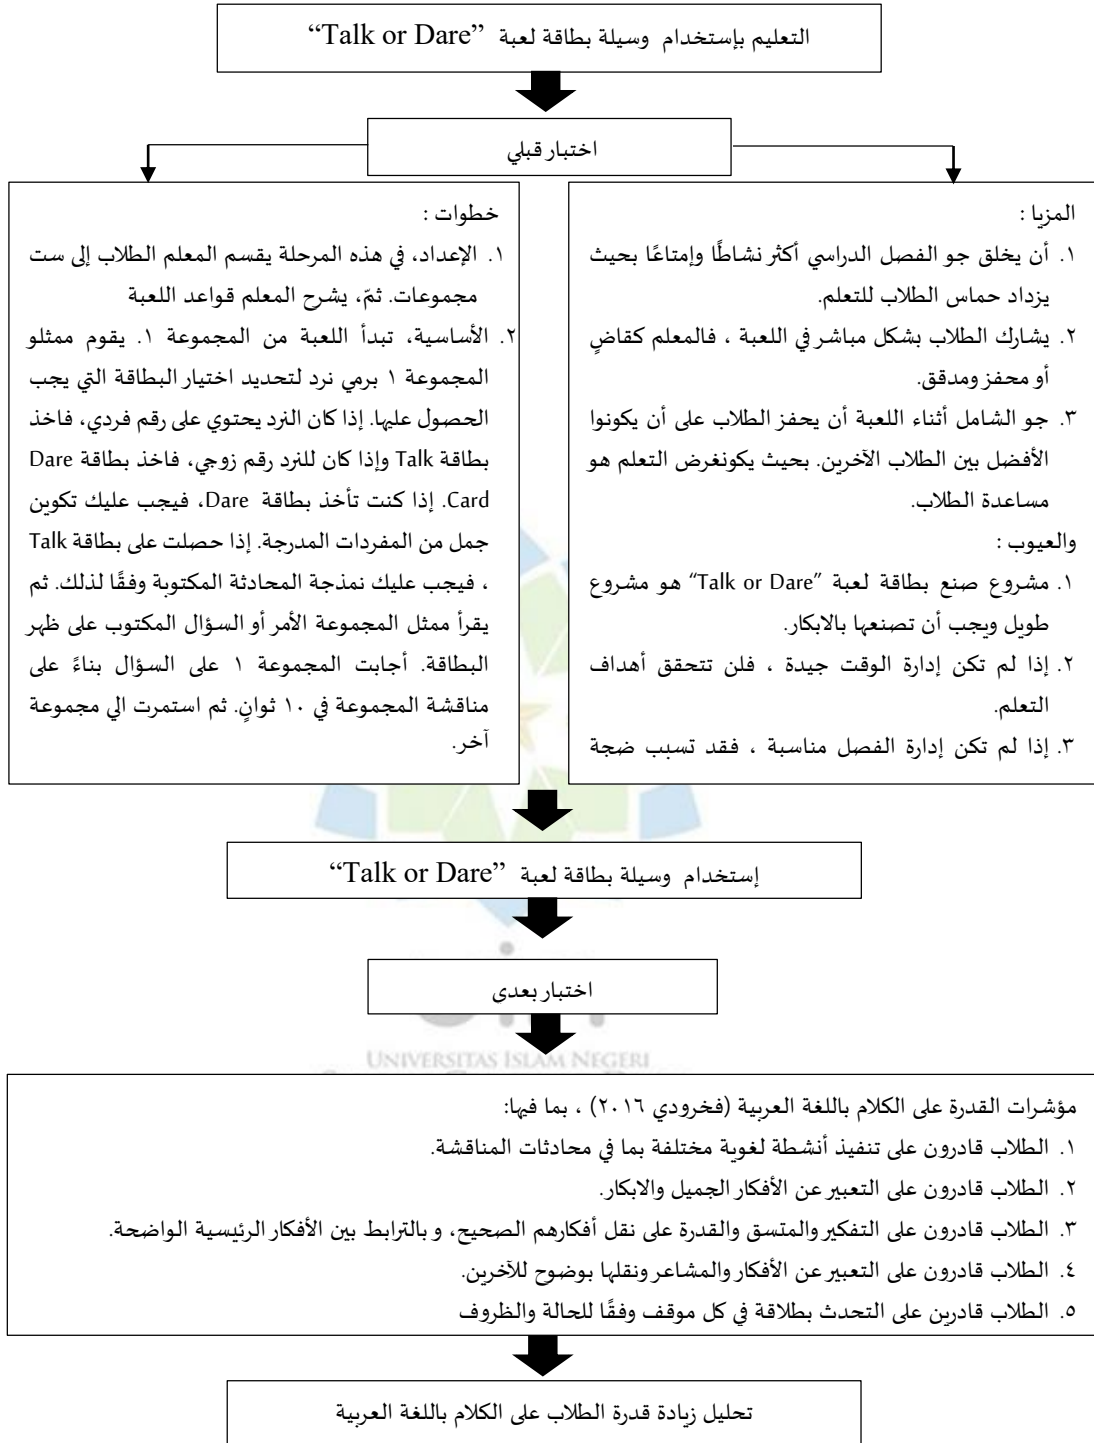 التعليم بإستخدام وسيلة بطاقة لعبة “Talk or Dare”
اختبار قبلي
المزيا :
١. أن يخلق جو الفصل الدراسي أكثر نشاطًا وإمتاعًا بحيث
يزداد حماس الطلاب للتعلم.
٢. يشارك الطلاب بشكل مباشر في اللعبة ، فالمعلم كقاضٍ
أو محفز ومدقق.
٣. جو الشامل أثناء اللعبة أن يحفز الطلاب على أن يكونوا
الأفضل بين الطلاب الآخرين. بحيث يكونغرض التعلم هو
مساعدة الطلاب.
والعيوب :
١. مشروع صنع بطاقة لعبة “Talk or Dare” هو مشروع
طويل ويجب أن تصنعها بالابكار.
٢. إذا لم تكن إدارة الوقت جيدة ، فلن تتحقق أهداف
التعلم.
٣. إذا لم تكن إدارة الفصل مناسبة ، فقد تسبب ضجة
خطوات :
١. الإعداد، في هذه المرحلة يقسم المعلم الطلاب إلى ست
مجموعات. ثمّ، يشرح المعلم قواعد اللعبة
٢. الأساسية، تبدأ اللعبة من المجموعة ١. يقوم ممثلو
المجموعة ١ برمي نرد لتحديد اختيار البطاقة التي يجب
الحصول عليها. إذا كان النرد يحتوي على رقم فردي، فاخذ
بطاقة Talk وإذا كان للنرد رقم زوجي، فاخذ بطاقة Dare
Card. إذا كنت تأخذ بطاقة Dare، فيجب عليك تكوين
جمل من المفردات المدرجة. إذا حصلت على بطاقة Talk
، فيجب عليك نمذجة المحادثة المكتوبة وفقًا لذلك. ثم
يقرأ ممثل المجموعة الأمر أو السؤال المكتوب على ظهر
البطاقة. أجابت المجموعة ١ على السؤال بناءً على
مناقشة المجموعة في ١٠ ثوانٍ. ثم استمرت الي مجموعة
آخر.
إستخدام وسيلة بطاقة لعبة “Talk or Dare”
اختبار بعدى
UNIVERSITAS ISLAM NEGERI
مؤشرات القدرة على الكلام باللغة العربية (فخرودي ٢٠١٦) ، بما فيها:
١. الطلاب قادرون على تنفيذ أنشطة لغوية مختلفة بما في محادثات المناقشة.
٢. الطلاب قادرون على التعبير عن الأفكار الجميل والابكار.
٣. الطلاب قادرون على التفكير والمتسق والقدرة على نقل أفكارهم الصحيح، و بالترابط بين الأفكار الرئيسية الواضحة.
٤. الطلاب قادرون على التعبير عن الأفكار والمشاعر ونقلها بوضوح للآخرين.
٥. الطلاب قادرين على التحدث بطلاقة في كل موقف وفقًا للحالة والظروف
تحليل زيادة قدرة الطلاب على الكلام باللغة العربية